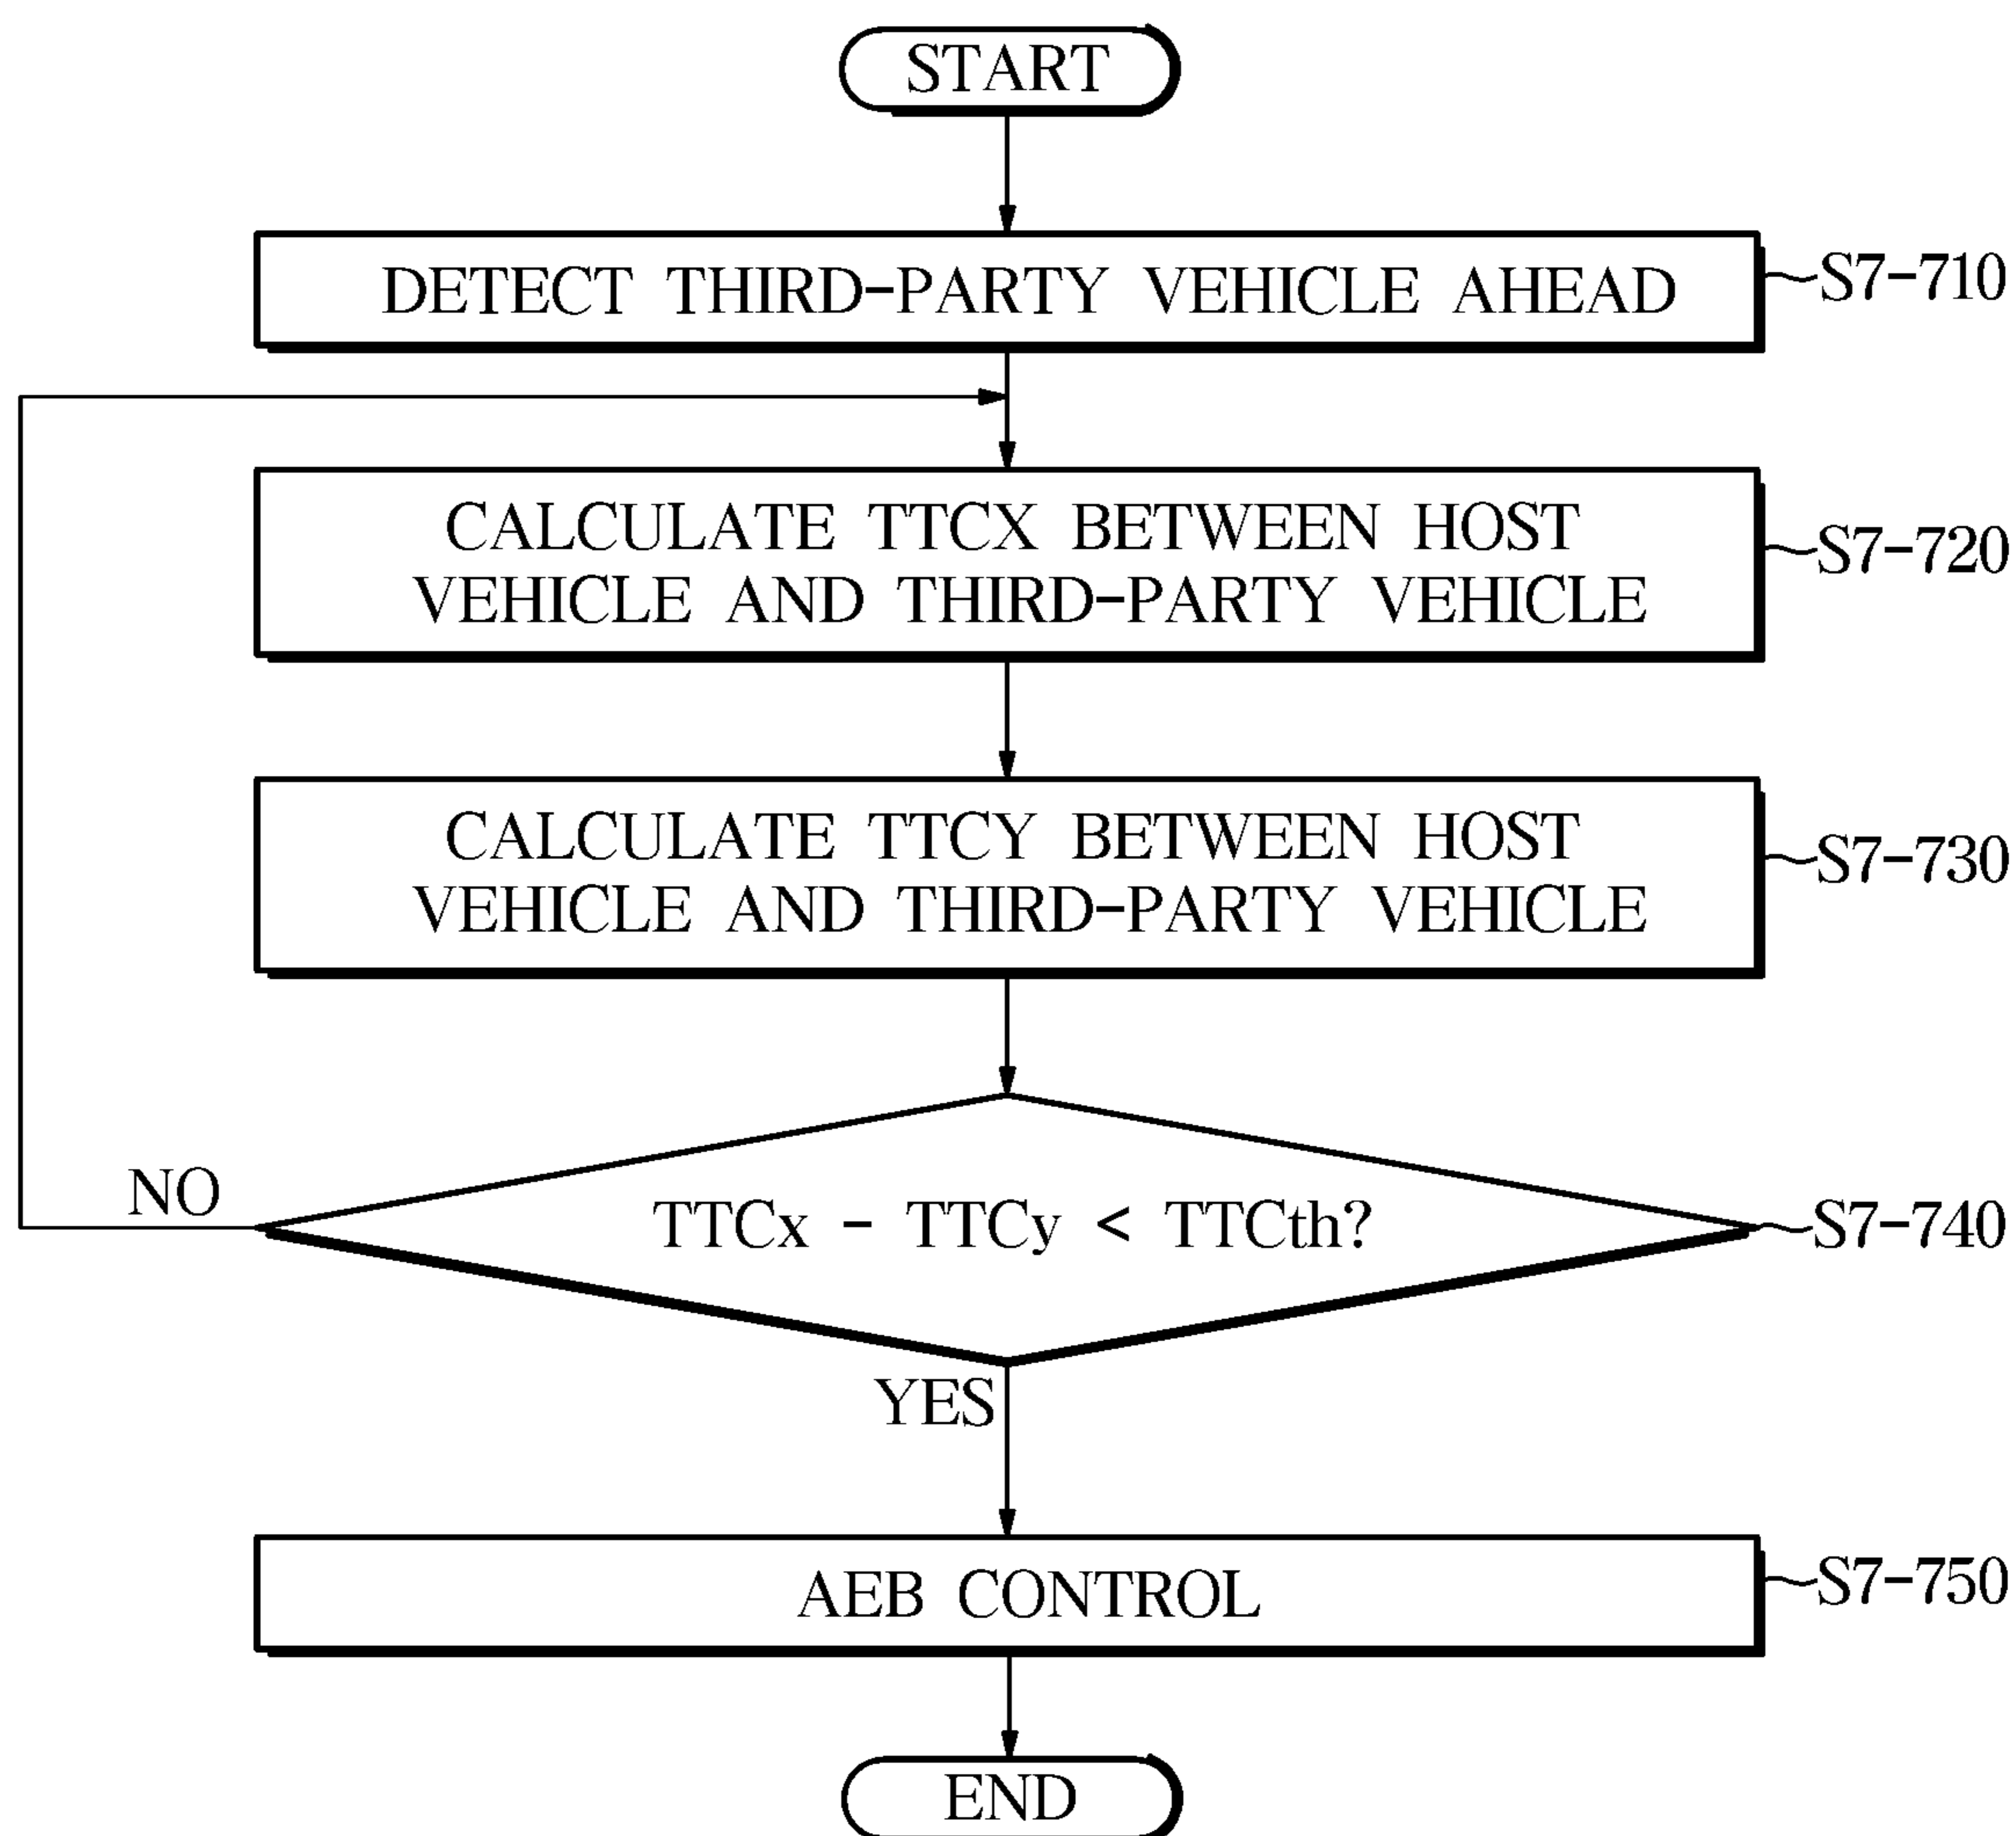 START
DETECT THIRD-PARTY VEHICLE AHEAD
S7-710
CALCULATE TTCX BETWEEN HOST
VEHICLE AND THIRD-PARTY VEHICLE
S7-720
CALCULATE TTCY BETWEEN HOST
VEHICLE AND THIRD-PARTY VEHICLE
S7-730
NO
TTCx - TTCy < TTCth?
S7-740
YES
AEB CONTROL
S7-750
END